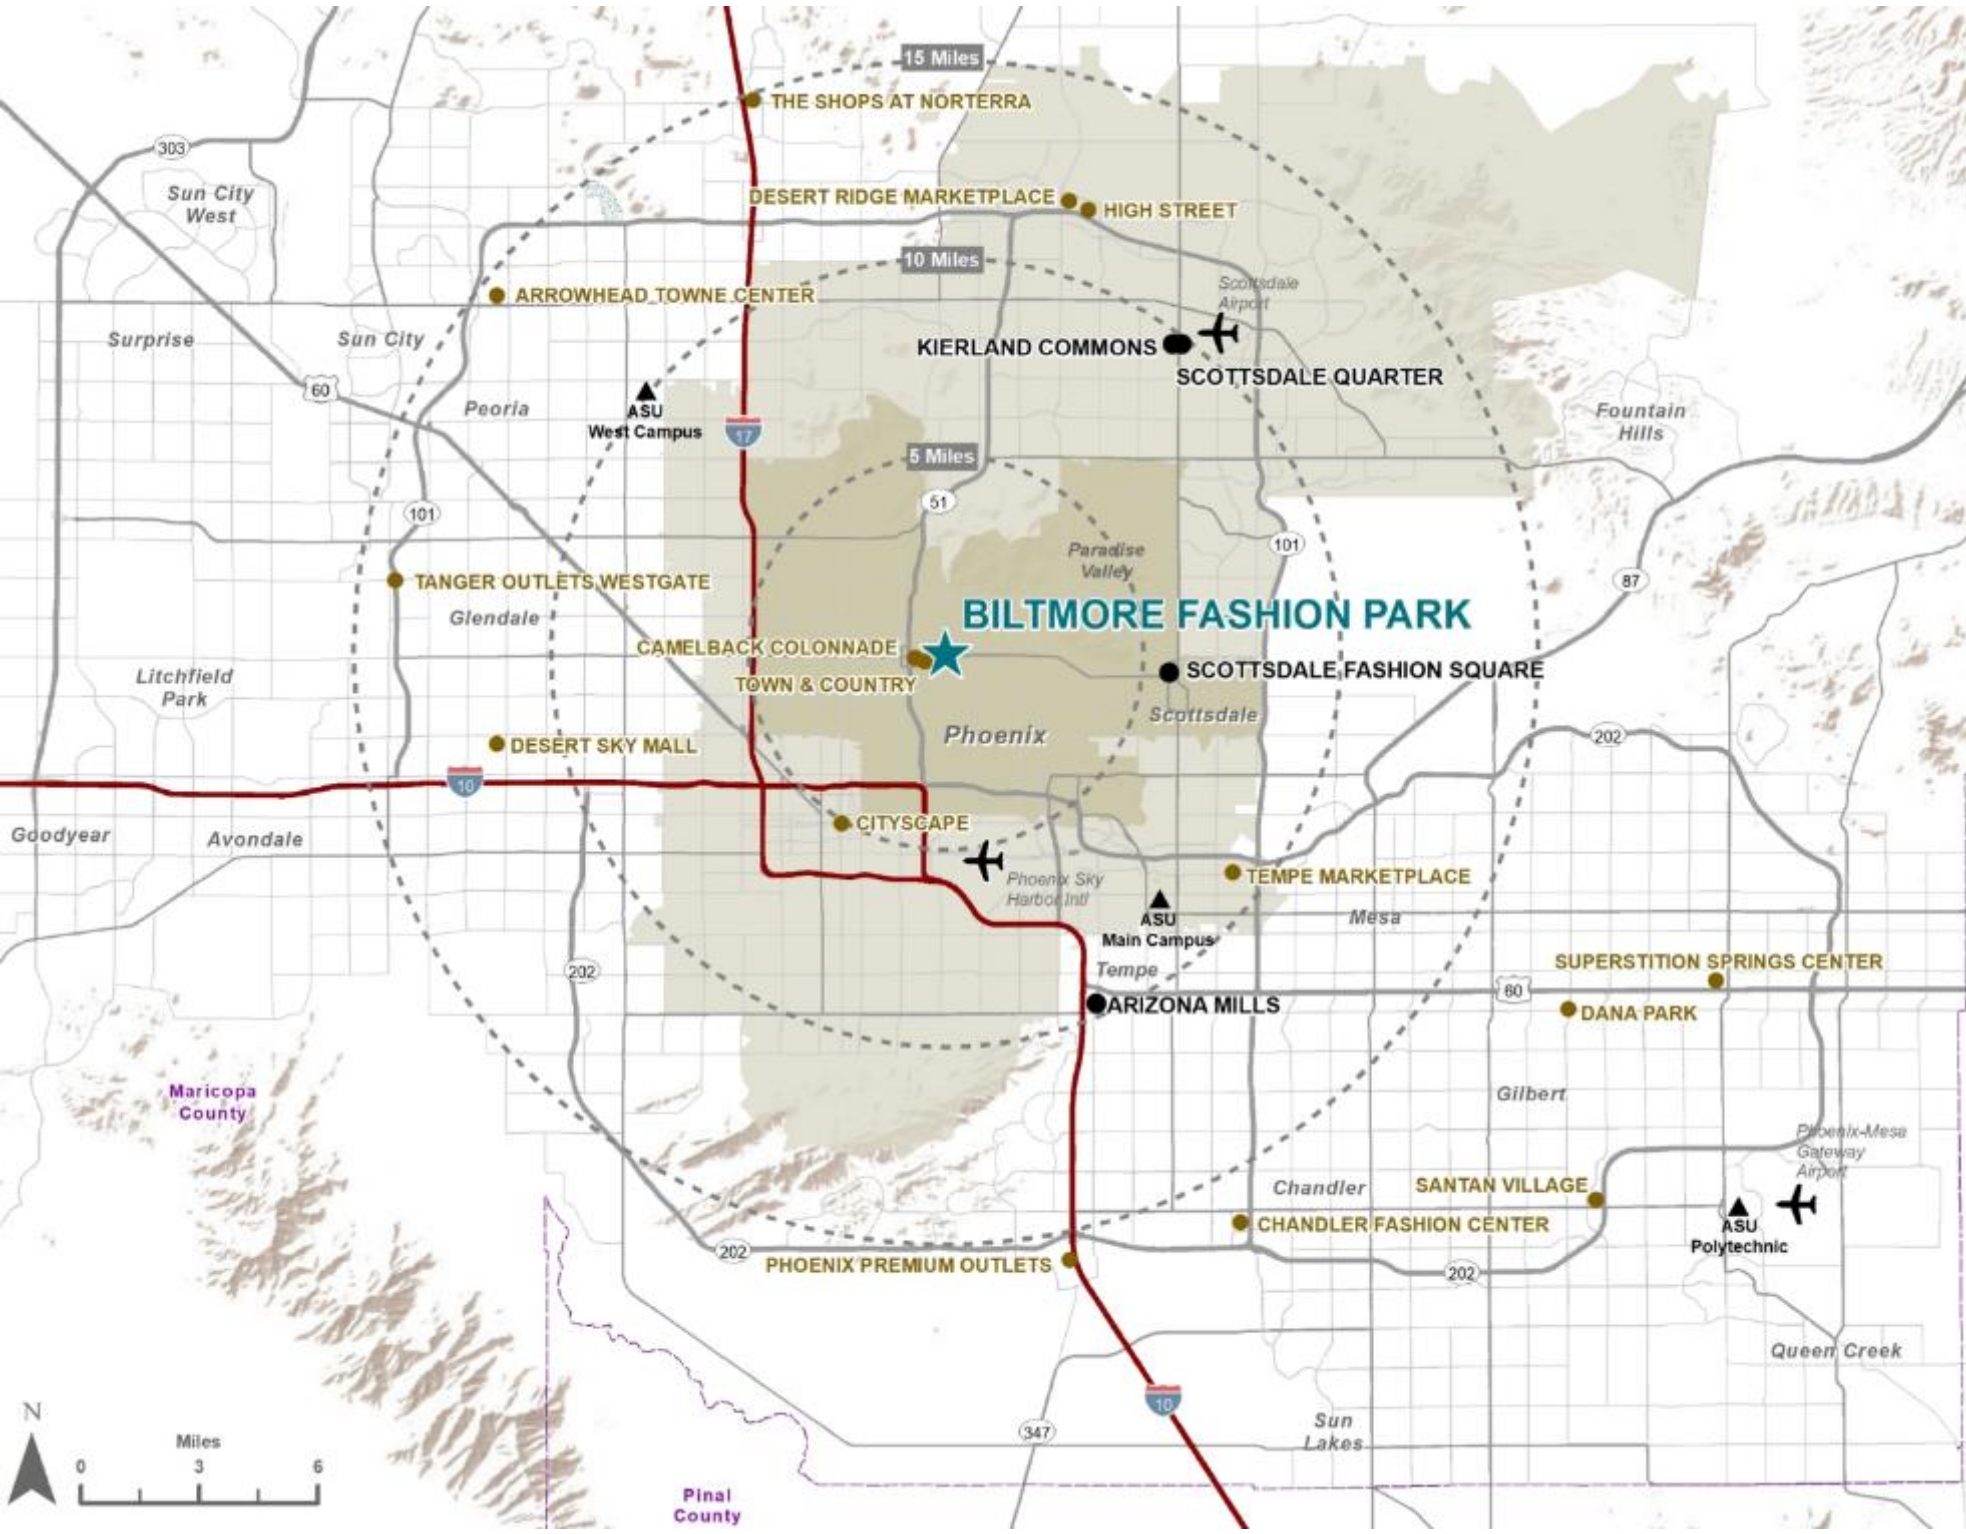 15 Miles
THE SHOPS AT NORTERRA
303
Sun City
West
DESERT RIDGE MARKETPLACE
HIGH STREET
10 Miles
Scottsdale
Airport
ARROWHEAD TOWNE CENTER
Surprise
Sun City
KIERLAND COMMONS
SCOTTSDALE QUARTER
60
Peoria
ASU
West Campus
17
Fountain
Hills
5 Miles
51
101
101
Paradise
Valley
87
TANGER OUTLETS WESTGATE
Glendale
BILTMORE FASHION PARK
CAMELBACK COLONNADE
TOWN & COUNTRY
SCOTTSDALE FASHION SQUARE
Litchfield
Park
Scottsdale
Phoenix
202
DESERT SKY MALL
10
Goodyear
Avondale
CITYSCAPE
Phoenix Sky
Harbor Intl
TEMPE MARKETPLACE
ASU
Main Campus
Mesa
202
Tempe
SUPERSTITION SPRINGS CENTER
60
ARIZONA MILLS
DANA PARK
Maricopa
County
Gilbert
Phoenix-Mesa
Gateway
Airport
Chandler
SANTAN VILLAGE
CHANDLER FASHION CENTER
ASU
Polytechnic
202
PHOENIX PREMIUM OUTLETS
202
Queen Creek
10
N
Miles
0 3 6
347
Sun
Lakes
Pinal
County